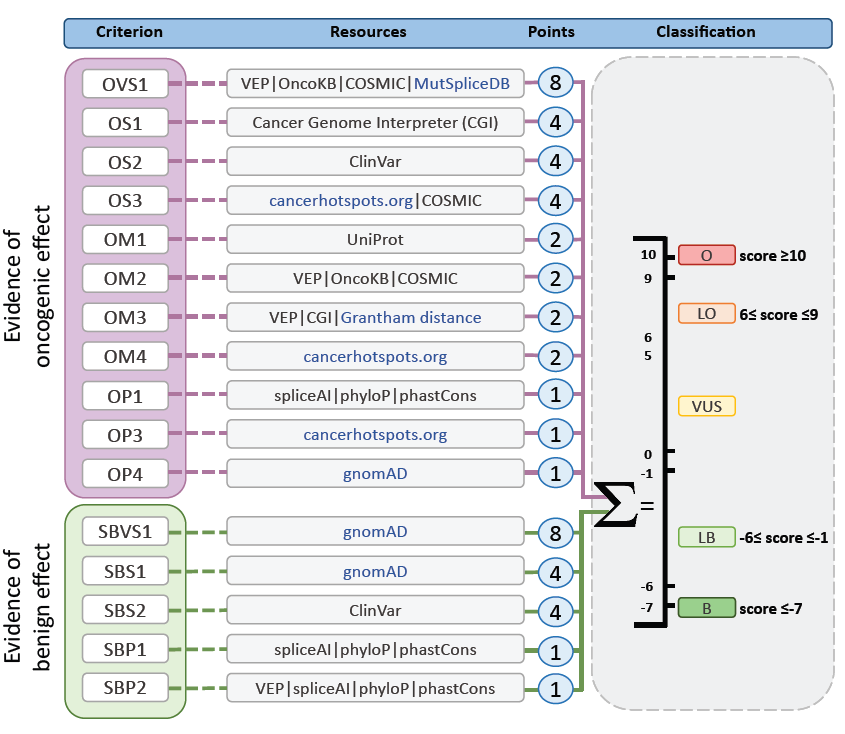 Criterion Resources Points Classification
Evidence of
oncogenic effect
OVS1 VEP|OncoKB|COSMIC|MutSpliceDB 8
OS1 Cancer Genome Interpreter (CGI) 4
OS2 ClinVar 4
OS3 cancerhotspots.org|COSMIC 4
OM1 UniProt 2
OM2 VEP|OncoKB|COSMIC 2
OM3 VEP|CGI|Grantham distance 2
OM4 cancerhotspots.org 2
OP1 spliceAI|phyloP|phastCons 1
OP3 cancerhotspots.org 1
OP4 gnomAD 1
Evidence of
benign effect
SBVS1 gnomAD 8
SBS1 gnomAD 4
SBS2 ClinVar 4
SBP1 spliceAI|phyloP|phastCons 1
SBP2 VEP|spliceAI|phyloP|phastCons 1
Σ =
10 O score ≥10
9
LO 6≤ score ≤9
6
5
VUS
0
-1
LB -6≤ score ≤-1
-6
-7 B score ≤-7